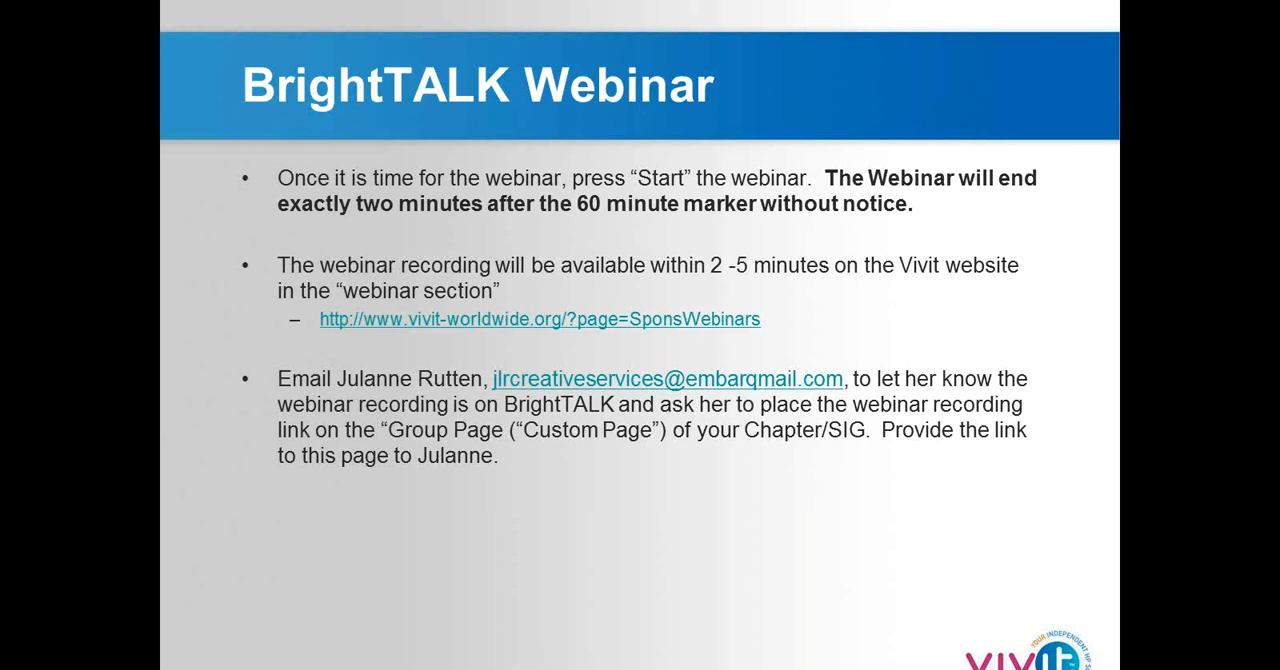 BrightTALK Webinar
• Once it is time for the webinar, press “Start” the webinar. The Webinar will end
exactly two minutes after the 60 minute marker without notice.
• The webinar recording will be available within 2 -5 minutes on the Vivit website
in the “webinar section”
– http://www.vivit-worldwide.org/?page=SponsWebinars
• Email Julanne Rutten, jlrcreativeservices@embarqmail.com, to let her know the
webinar recording is on BrightTALK and ask her to place the webinar recording
link on the “Group Page (“Custom Page”) of your Chapter/SIG. Provide the link
to this page to Julanne.
YOUR INDEPENDENT HP